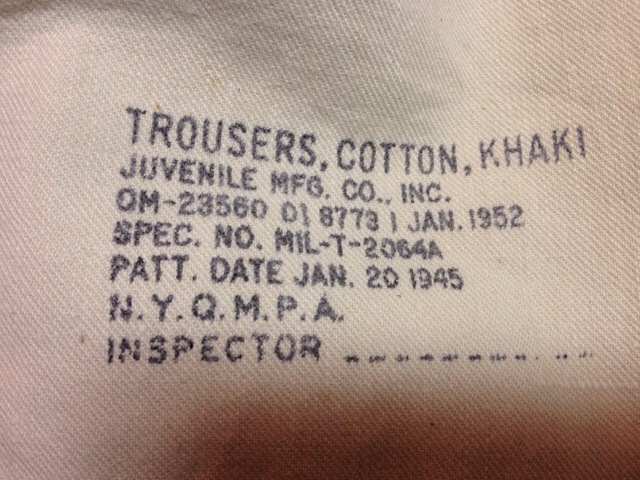 TROUSERS, COTTON, KHAKI
JUVENILE MFG. CO., INC.
QM-23560 OI 8773 1 JAN. 1952
SPEC. NO. MIL-T-2064A
PATT. DATE JAN. 20 1945
N.Y.Q.M.P.A.
INSPECTOR